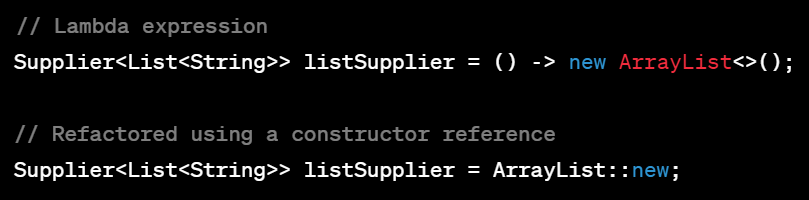 // Lambda expression
Supplier<List<String>> listSupplier = () -> new ArrayList<>();
// Refactored using a constructor reference
Supplier<List<String>> listSupplier = ArrayList::new;